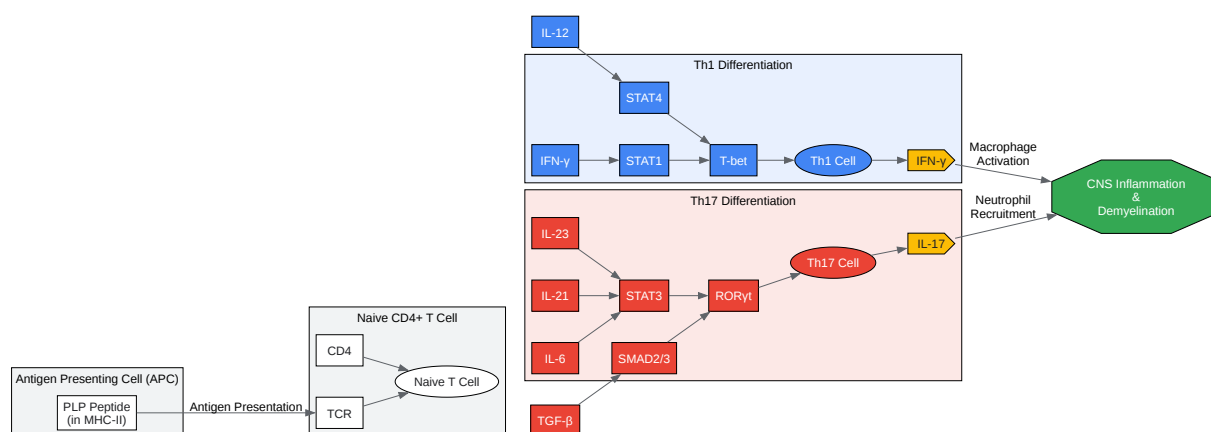 IL-12
Th1 Differentiation
STAT4
IFN-γ
STAT1
T-bet
Th1 Cell
IFN-γ
Macrophage
Activation
CNS Inflammation
&
Demyelination
Th17 Differentiation
Neutrophil
Recruitment
IL-23
IL-17
Th17 Cell
IL-21
STAT3
RORγt
IL-6
SMAD2/3
TGF-β
Naive CD4+ T Cell
CD4
Naive T Cell
TCR
Antigen Presenting Cell (APC)
PLP Peptide
(in MHC-II)
Antigen Presentation